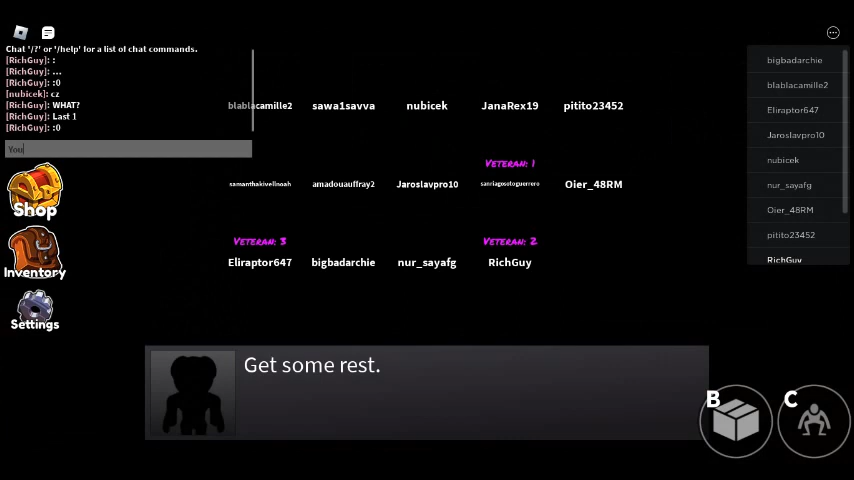 Chat '/?' or '/help' for a list of chat commands.
[RichGuy]: :
[RichGuy]: ...
[RichGuy]: :0
[nubicek]: cz
[RichGuy]: WHAT?
[RichGuy]: Last 1
[RichGuy]: :0
You
Shop
Inventory
Settings
blablacamille2 sawa1savva nubicek JanaRex19 pitito23452
VETERAN: 1
samanthakivellnoah amadouauffray2 Jaroslavpro10 sanriagosotoguerrero Oier_48RM
VETERAN: 3 VETERAN: 2
Eliraptor647 bigbadarchie nur_sayafg RichGuy
bigbadarchie
blablacamille2
Eliraptor647
Jaroslavpro10
nubicek
nur_sayafg
Oier_48RM
pitito23452
RichGuy
Get some rest.
B C